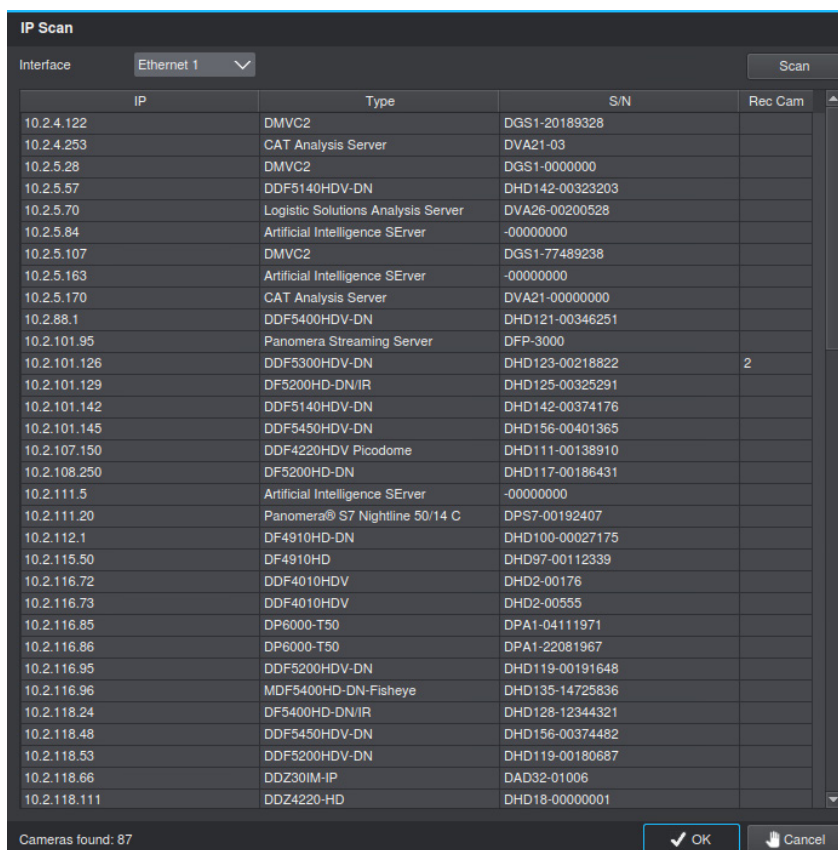 IP Scan
Interface Ethernet 1 Scan
IP Type S/N Rec Cam
10.2.4.122 DMVC2 DGS1-20189328
10.2.4.253 CAT Analysis Server DVA21-03
10.2.5.28 DMVC2 DGS1-0000000
10.2.5.57 DDF5140HDV-DN DHD142-00323203
10.2.5.70 Logistic Solutions Analysis Server DVA26-00200528
10.2.5.84 Artificial Intelligence SErver -00000000
10.2.5.107 DMVC2 DGS1-77489238
10.2.5.163 Artificial Intelligence SErver -00000000
10.2.5.170 CAT Analysis Server DVA21-00000000
10.2.88.1 DDF5400HDV-DN DHD121-00346251
10.2.101.95 Panomera Streaming Server DFP-3000
10.2.101.126 DDF5300HDV-DN DHD123-00218822 2
10.2.101.129 DF5200HD-DN/IR DHD125-00325291
10.2.101.142 DDF5140HDV-DN DHD142-00374176
10.2.101.145 DDF5450HDV-DN DHD156-00401365
10.2.107.150 DDF4220HDV Picodome DHD111-00138910
10.2.108.250 DF5200HD-DN DHD117-00186431
10.2.111.5 Artificial Intelligence SErver -00000000
10.2.111.20 Panomera® S7 Nightline 50/14 C DPS7-00192407
10.2.112.1 DF4910HD-DN DHD100-00027175
10.2.115.50 DF4910HD DHD97-00112339
10.2.116.72 DDF4010HDV DHD2-00176
10.2.116.73 DDF4010HDV DHD2-00555
10.2.116.85 DP6000-T50 DPA1-04111971
10.2.116.86 DP6000-T50 DPA1-22081967
10.2.116.95 DDF5200HDV-DN DHD119-00191648
10.2.116.96 MDF5400HD-DN-Fisheye DHD135-14725836
10.2.118.24 DF5400HD-DN/IR DHD128-12344321
10.2.118.48 DDF5450HDV-DN DHD156-00374482
10.2.118.53 DDF5200HDV-DN DHD119-00180687
10.2.118.66 DDZ30IM-IP DAD32-01006
10.2.118.111 DDZ4220-HD DHD18-00000001
Cameras found: 87 OK Cancel